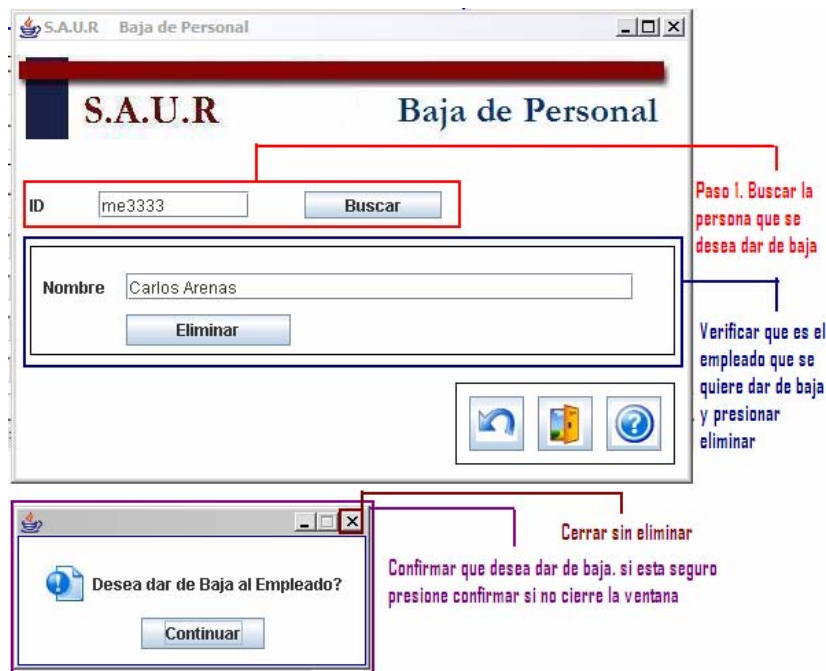 S.A.U.R Baja de Personal
S.A.U.R
Baja de Personal
ID
me3333
Buscar
Paso 1. Buscar la
persona que se
desea dar de baja
Nombre
Carlos Arenas
Eliminar
Verificar que es el
empleado que se
quiere dar de baja
y presionar
eliminar
Cerrar sin eliminar
Desea dar de Baja al Empleado?
Continuar
Confirmar que desea dar de baja. si esta seguro
presione confirmar si no cierre la ventana